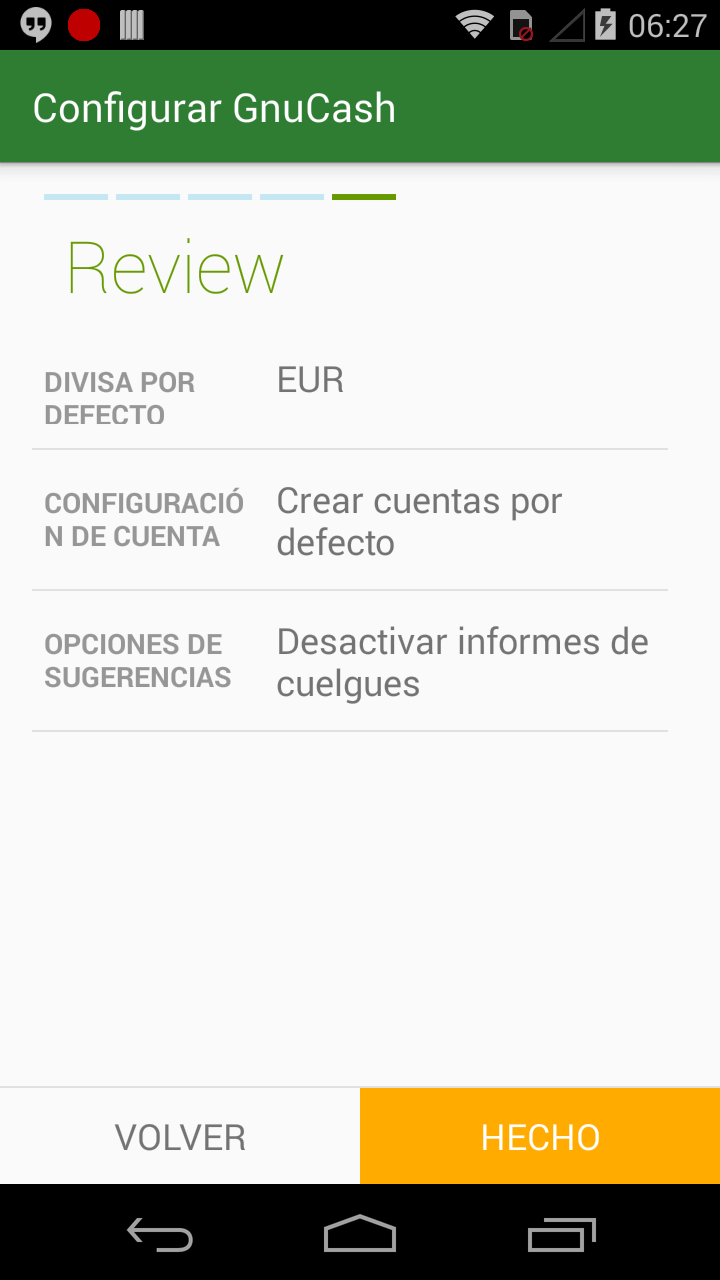 06:27
Configurar GnuCash
Review
DIVISA POR
DEFECTO
EUR
CONFIGURACIÓ
N DE CUENTA
Crear cuentas por
defecto
OPCIONES DE
SUGERENCIAS
Desactivar informes de
cuelgues
VOLVER
HECHO